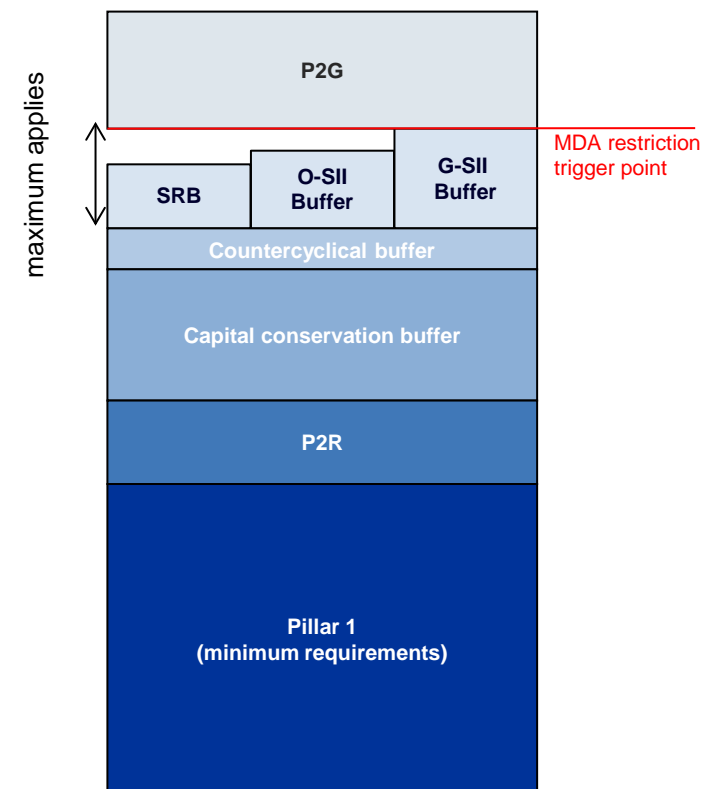 P2G
maximum applies
MDA restriction
trigger point
SRB
O-SII
Buffer
G-SII
Buffer
Countercyclical buffer
Capital conservation buffer
P2R
Pillar 1
(minimum requirements)